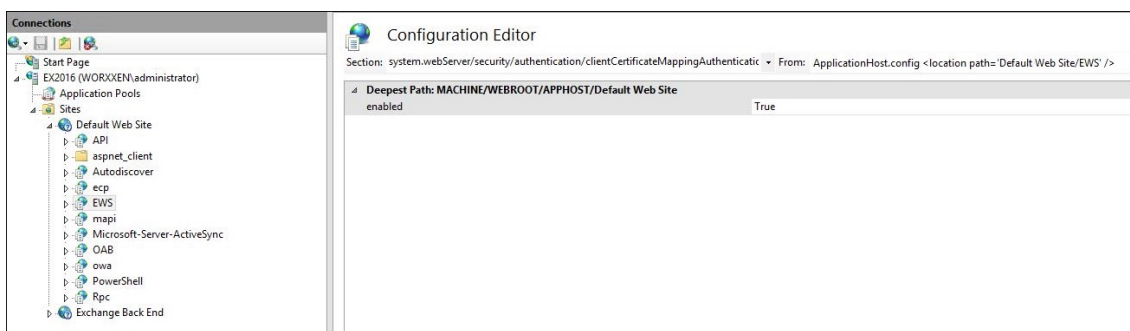 Connections
Start Page
EX2016 (WORXXEN\administrator)
Application Pools
Sites
Default Web Site
API
aspnet_client
Autodiscover
ecp
EWS
mapi
Microsoft-Server-ActiveSync
OAB
owa
PowerShell
Rpc
Exchange Back End
Configuration Editor
Section: system.webServer/security/authentication/clientCertificateMappingAuthenticatic From: ApplicationHost.config <location path='Default Web Site/EWS' />
Deepest Path: MACHINE/WEBROOT/APPHOST/Default Web Site
enabled True